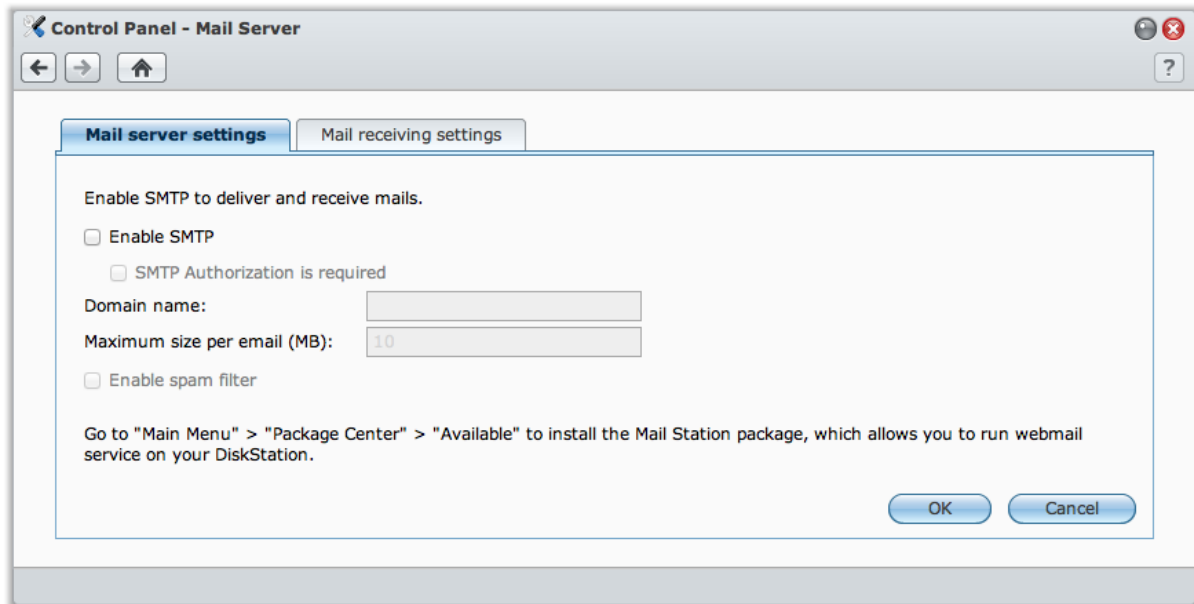 Control Panel - Mail Server
?
Mail server settings
Mail receiving settings
Enable SMTP to deliver and receive mails.
Enable SMTP
SMTP Authorization is required
Domain name:
Maximum size per email (MB):
10
Enable spam filter
Go to "Main Menu" > "Package Center" > "Available" to install the Mail Station package, which allows you to run webmail
service on your DiskStation.
OK
Cancel